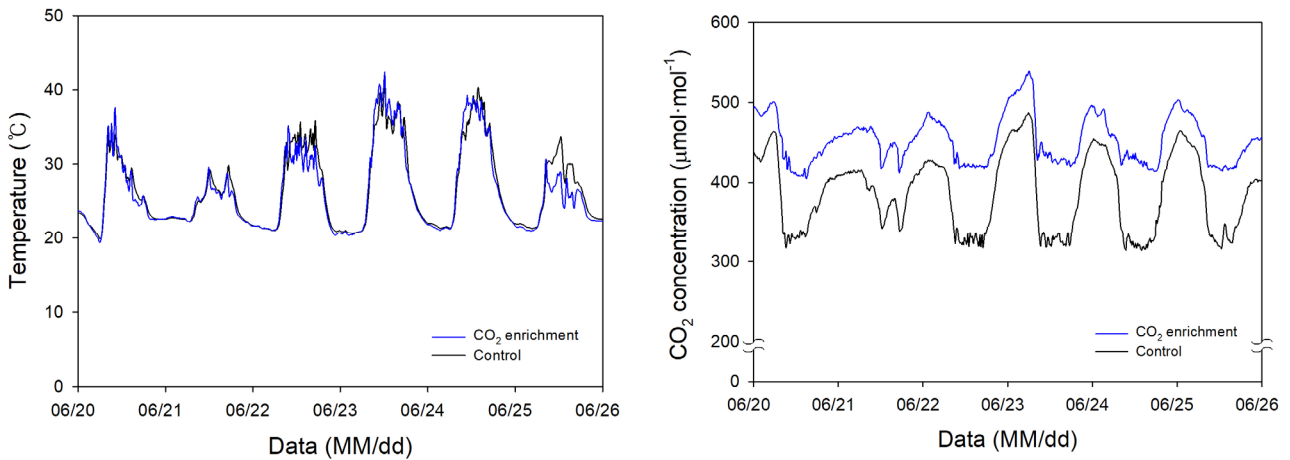 50
40
30
20
10
0
Temperature (℃)
CO2 enrichment
Control
06/20 06/21 06/22 06/23 06/24 06/25 06/26
Data (MM/dd)
600
500
400
300
200
0
CO2 concentration (μmol·mol-1)
CO2 enrichment
Control
06/20 06/21 06/22 06/23 06/24 06/25 06/26
Data (MM/dd)